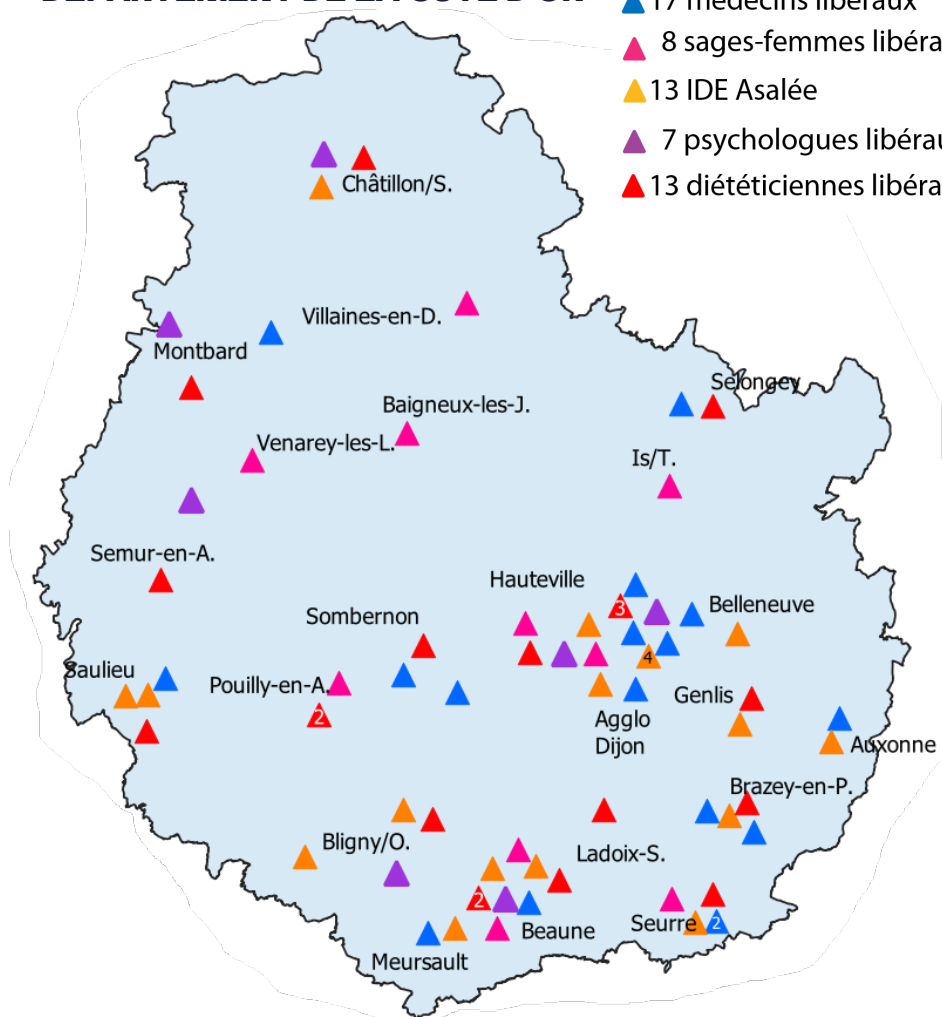 17 médecins libéraux
8 sages-femmes libéra
13 IDE Asalée
7 psychologues libérau
13 diététiciennes libéra
Châtillon/S.
Villaines-en-D.
Montbard
Selongey
Baigneux-les-J.
Venarey-les-L.
Is/T.
Semur-en-A.
Hauteville
3
Belleneuve
Sombernon
4
Saulieu
Pouilly-en-A.
Genlis
2
Agglo
Dijon
Auxonne
Brazey-en-P.
Bligny/O.
Ladoix-S.
2
Seurre
2
Beaune
Meursault